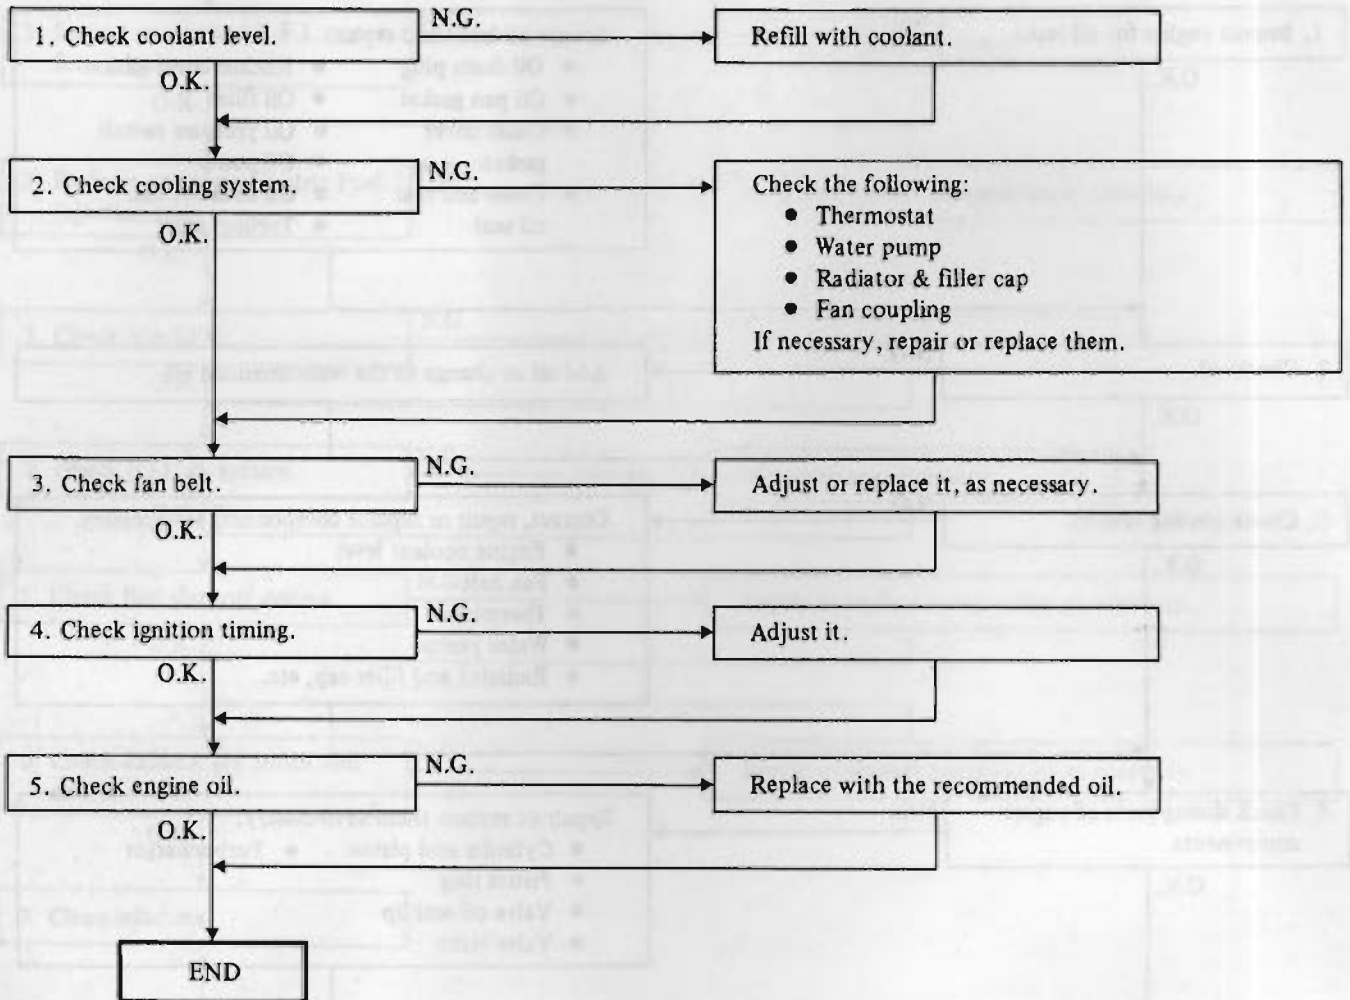 N.G.
1. Check coolant level.
Refill with coolant.
O.K.
2. Check cooling system.
N.G.
Check the following:
● Thermostat
● Water pump
● Radiator & filler cap
● Fan coupling
If necessary, repair or replace them.
O.K.
3. Check fan belt.
N.G.
Adjust or replace it, as necessary.
O.K.
4. Check ignition timing.
N.G.
Adjust it.
O.K.
5. Check engine oil.
N.G.
Replace with the recommended oil.
O.K.
END